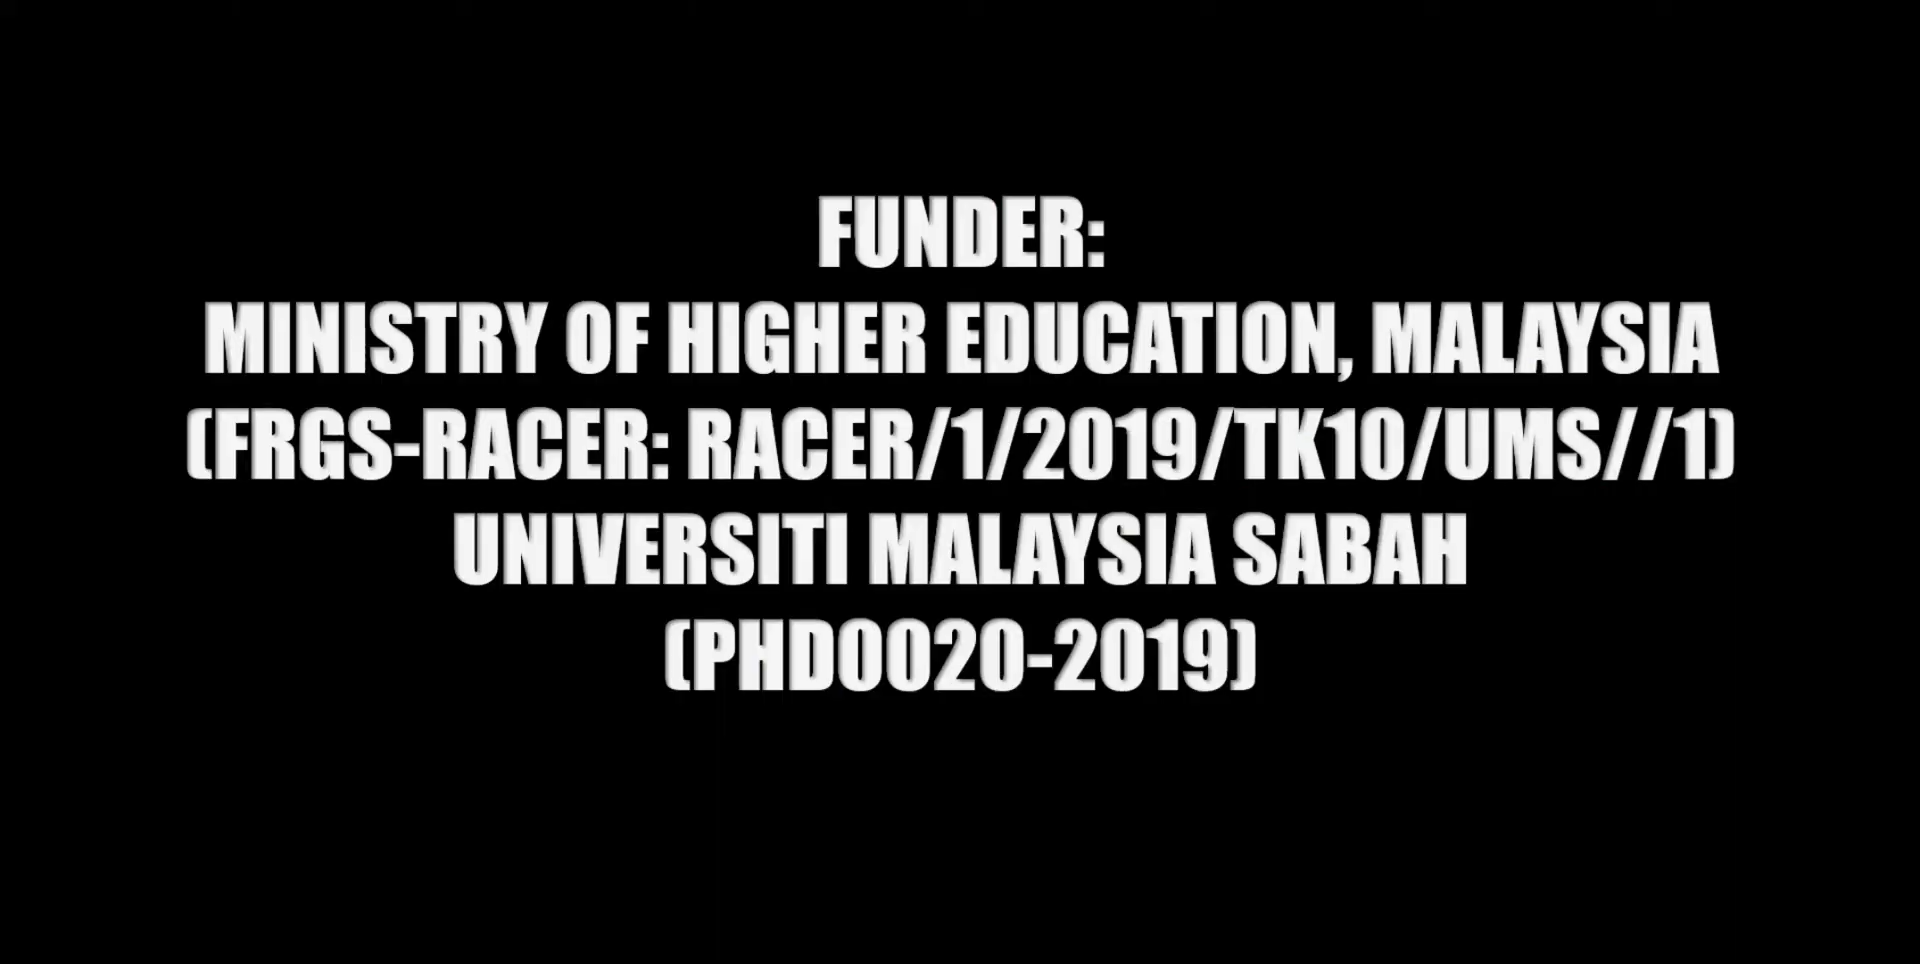 FUNDER:
MINISTRY OF HIGHER EDUCATION, MALAYSIA
(FRGS-RACER: RACER/1/2019/TK10/UMS//1)
UNIVERSITI MALAYSIA SABAH
(PHD0020-2019)